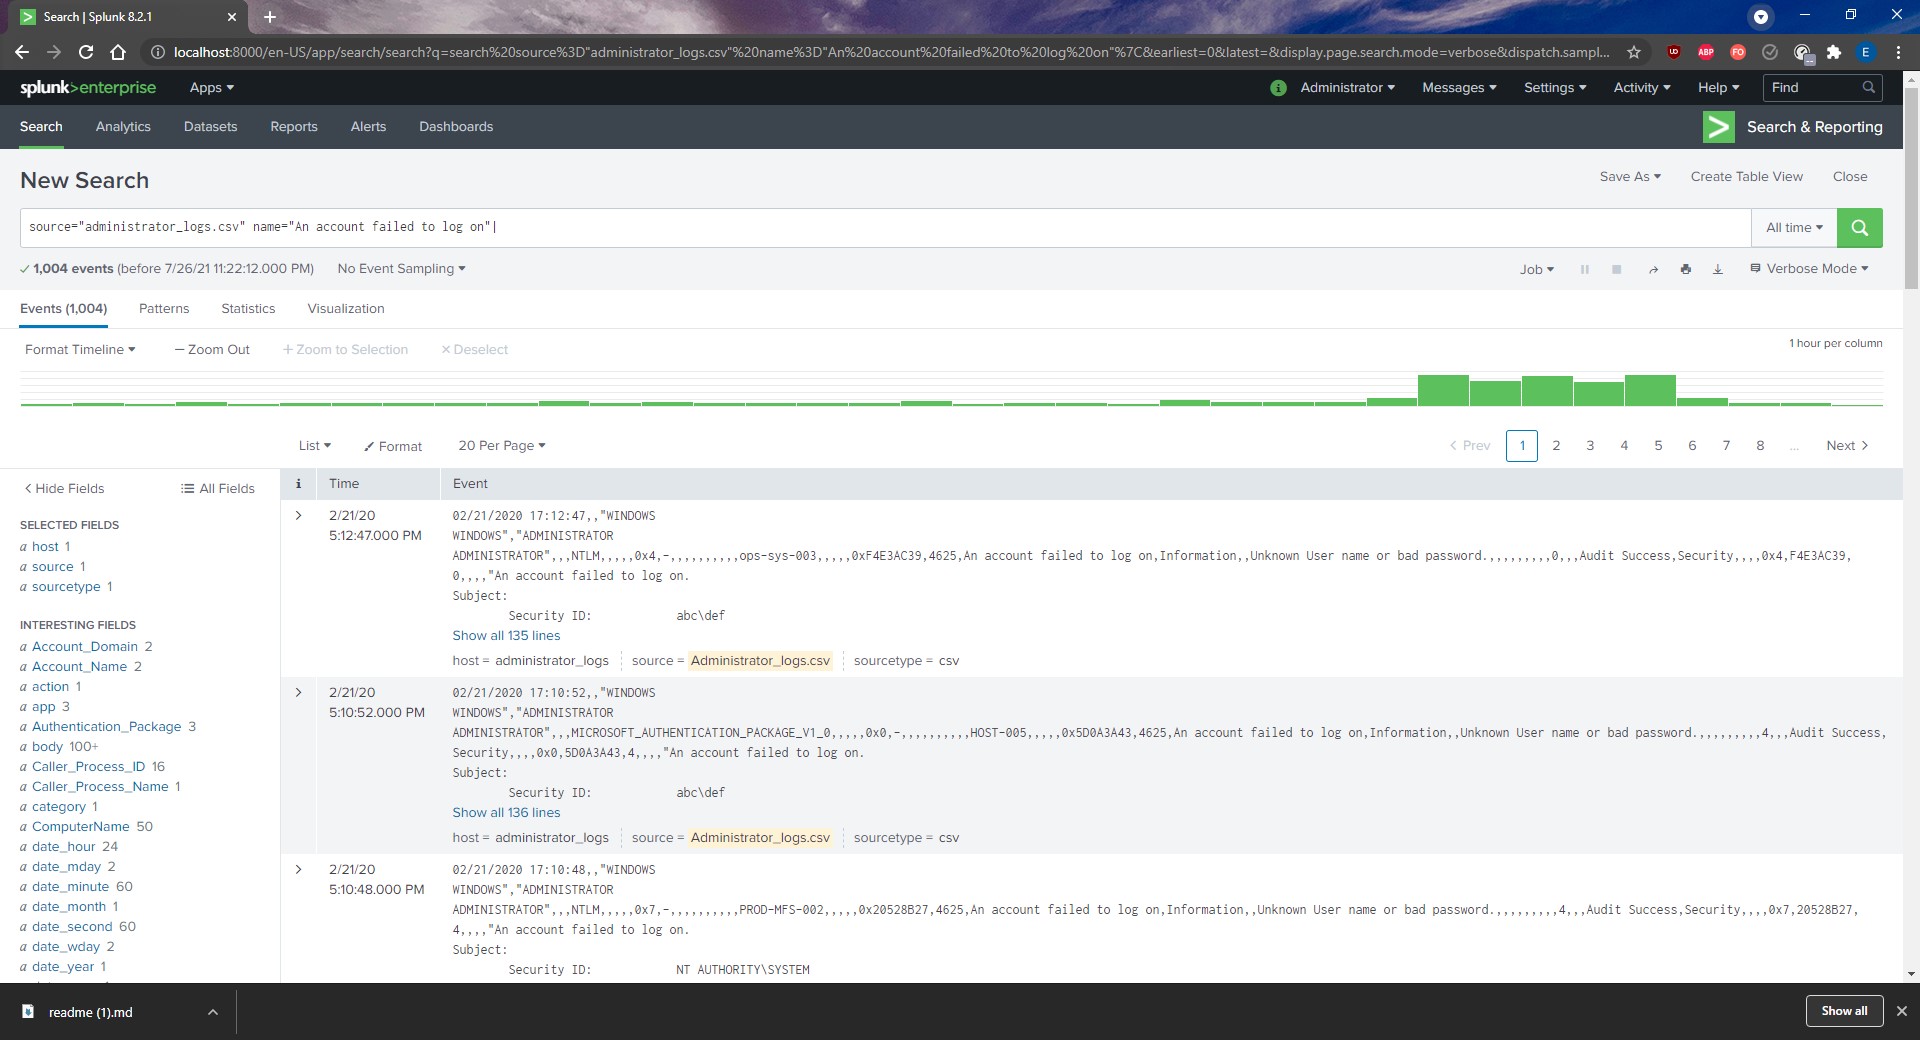 Search | Splunk 8.2.1
localhost:8000/en-US/app/search/search?q=search%20source%3D"administrator_logs.csv"%20name%3D"An%20account%20failed%20to%20log%20on"%7C&earliest=0&latest=&display.page.search.mode=verbose&dispatch.sampl...
ABP
FO
E
splunk>enterprise Apps
Administrator Messages Settings Activity Help Find
Search Analytics Datasets Reports Alerts Dashboards
Search & Reporting
New Search
Save As Create Table View Close
source="administrator_logs.csv" name="An account failed to log on"|
All time
1,004 events (before 7/26/21 11:22:12.000 PM) No Event Sampling
Job Verbose Mode
Events (1,004) Patterns Statistics Visualization
Format Timeline — Zoom Out + Zoom to Selection × Deselect
1 hour per column
List Format 20 Per Page
< Prev 1 2 3 4 5 6 7 8 ... Next >
< Hide Fields All Fields
i Time Event
SELECTED FIELDS
a host 1
a source 1
a sourcetype 1
INTERESTING FIELDS
a Account_Domain 2
a Account_Name 2
a action 1
a app 3
a Authentication_Package 3
a body 100+
a Caller_Process_ID 16
a Caller_Process_Name 1
a category 1
a ComputerName 50
a date_hour 24
a date_mday 2
a date_minute 60
a date_month 1
a date_second 60
a date_wday 2
a date_year 1
2/21/20
5:12:47.000 PM
02/21/2020 17:12:47,,"WINDOWS
WINDOWS","ADMINISTRATOR
ADMINISTRATOR",,,NTLM,,,,,0x4,-,,,,,,,,,,ops-sys-003,,,,,0xF4E3AC39,4625,An account failed to log on,Information,,Unknown User name or bad password.,,,,,,,,,0,,,Audit Success,Security,,,,0x4,F4E3AC39,
0,,,,"An account failed to log on.
Subject:
Security ID: abc\def
Show all 135 lines
host = administrator_logs source = Administrator_logs.csv sourcetype = csv
2/21/20
5:10:52.000 PM
02/21/2020 17:10:52,,"WINDOWS
WINDOWS","ADMINISTRATOR
ADMINISTRATOR",,,MICROSOFT_AUTHENTICATION_PACKAGE_V1_0,,,,,0x0,-,,,,,,,,,,HOST-005,,,,,0x5D0A3A43,4625,An account failed to log on,Information,,Unknown User name or bad password.,,,,,,,,,4,,,Audit Success,
Security,,,,0x0,5D0A3A43,4,,,,"An account failed to log on.
Subject:
Security ID: abc\def
Show all 136 lines
host = administrator_logs source = Administrator_logs.csv sourcetype = csv
2/21/20
5:10:48.000 PM
02/21/2020 17:10:48,,"WINDOWS
WINDOWS","ADMINISTRATOR
ADMINISTRATOR",,,NTLM,,,,,0x7,-,,,,,,,,,,PROD-MFS-002,,,,,0x20528B27,4625,An account failed to log on,Information,,Unknown User name or bad password.,,,,,,,,,4,,,Audit Success,Security,,,,0x7,20528B27,
4,,,,"An account failed to log on.
Subject:
Security ID: NT AUTHORITY\SYSTEM
readme (1).md
Show all